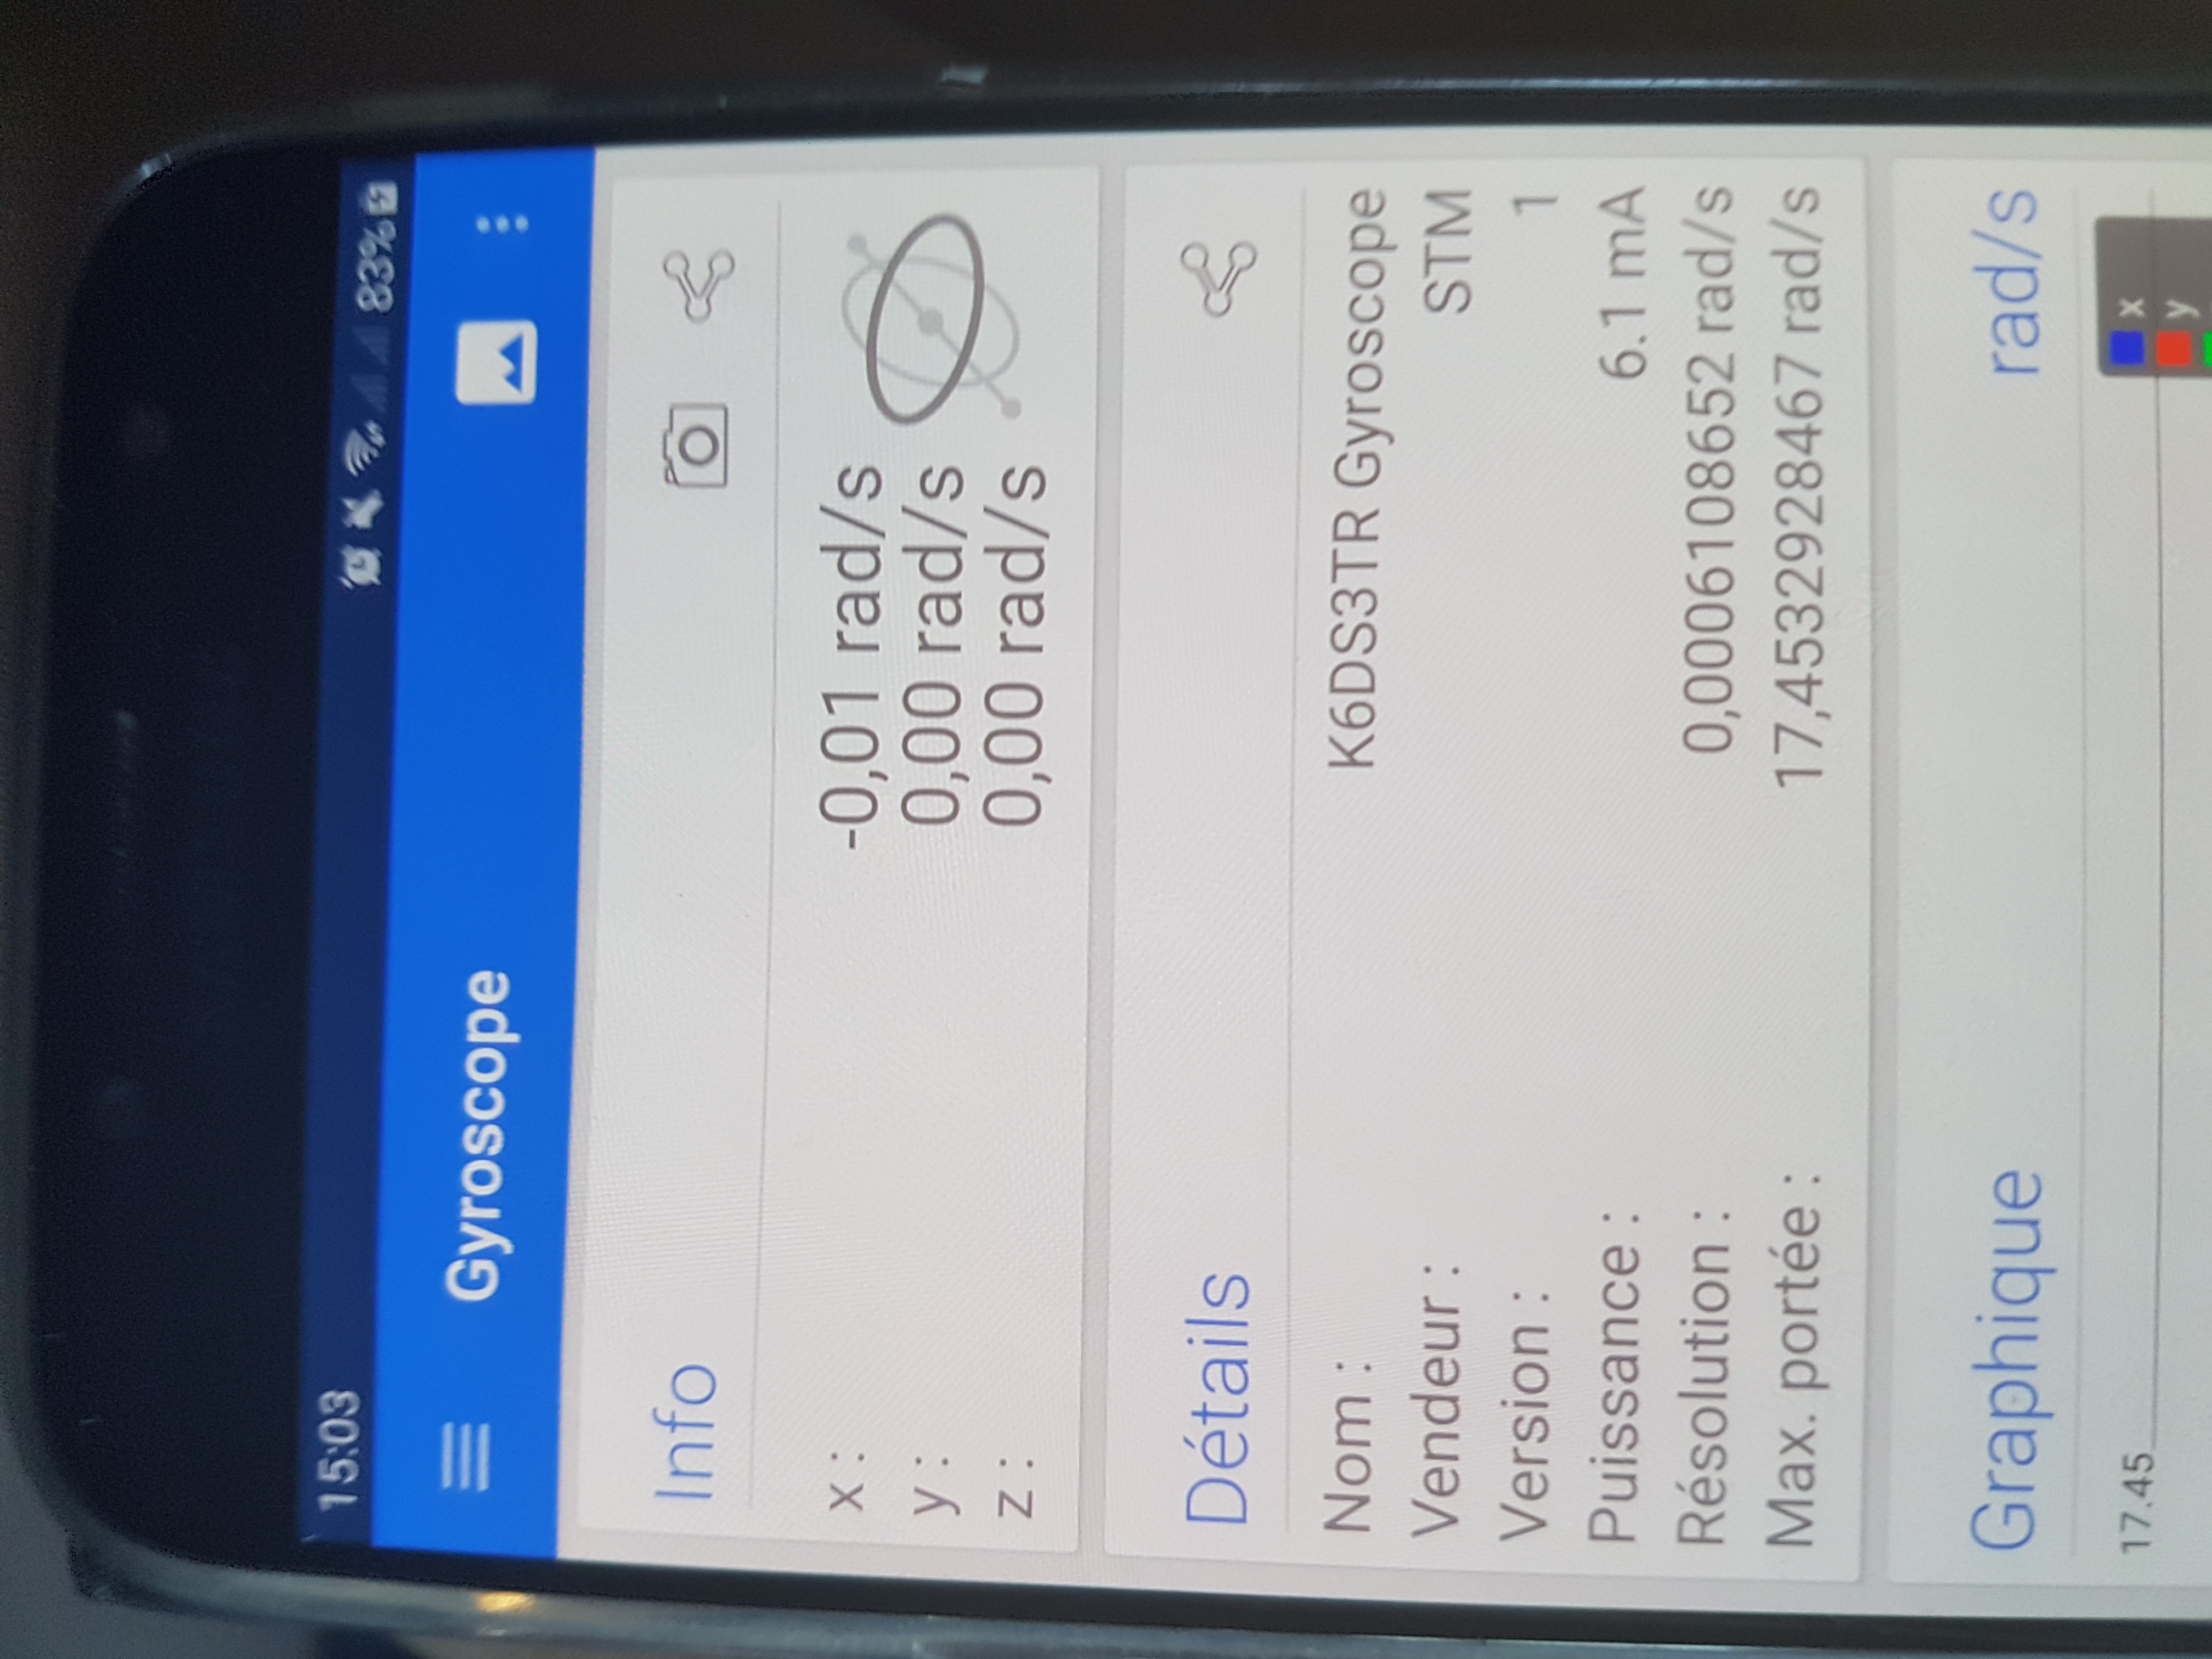 15:03 83%
Gyroscope
Info
x : -0,01 rad/s
y : 0,00 rad/s
z : 0,00 rad/s
Détails
Nom : K6DS3TR Gyroscope
Vendeur : STM
Version : 1
Puissance : 6.1 mA
Résolution : 0,0006108652 rad/s
Max. portée : 17,4532928467 rad/s
Graphique rad/s
17.45
x
y